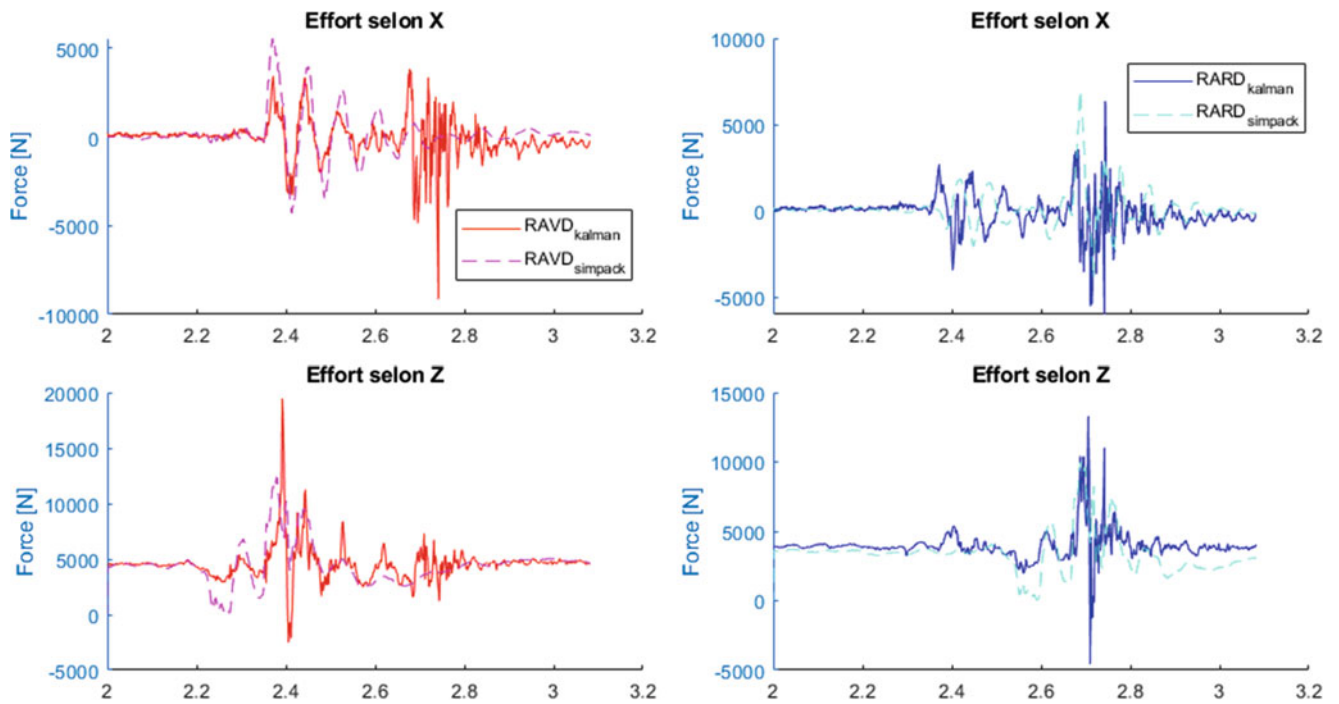 Effort selon X
5000
0
-5000
-10000
Force [N]
RAVD_kalman
RAVD_simpack
2 2.2 2.4 2.6 2.8 3 3.2
Effort selon X
10000
5000
0
-5000
Force [N]
RARD_kalman
RARD_simpack
2 2.2 2.4 2.6 2.8 3 3.2
Effort selon Z
20000
15000
10000
5000
0
-5000
Force [N]
2 2.2 2.4 2.6 2.8 3 3.2
Effort selon Z
15000
10000
5000
0
-5000
Force [N]
2 2.2 2.4 2.6 2.8 3 3.2